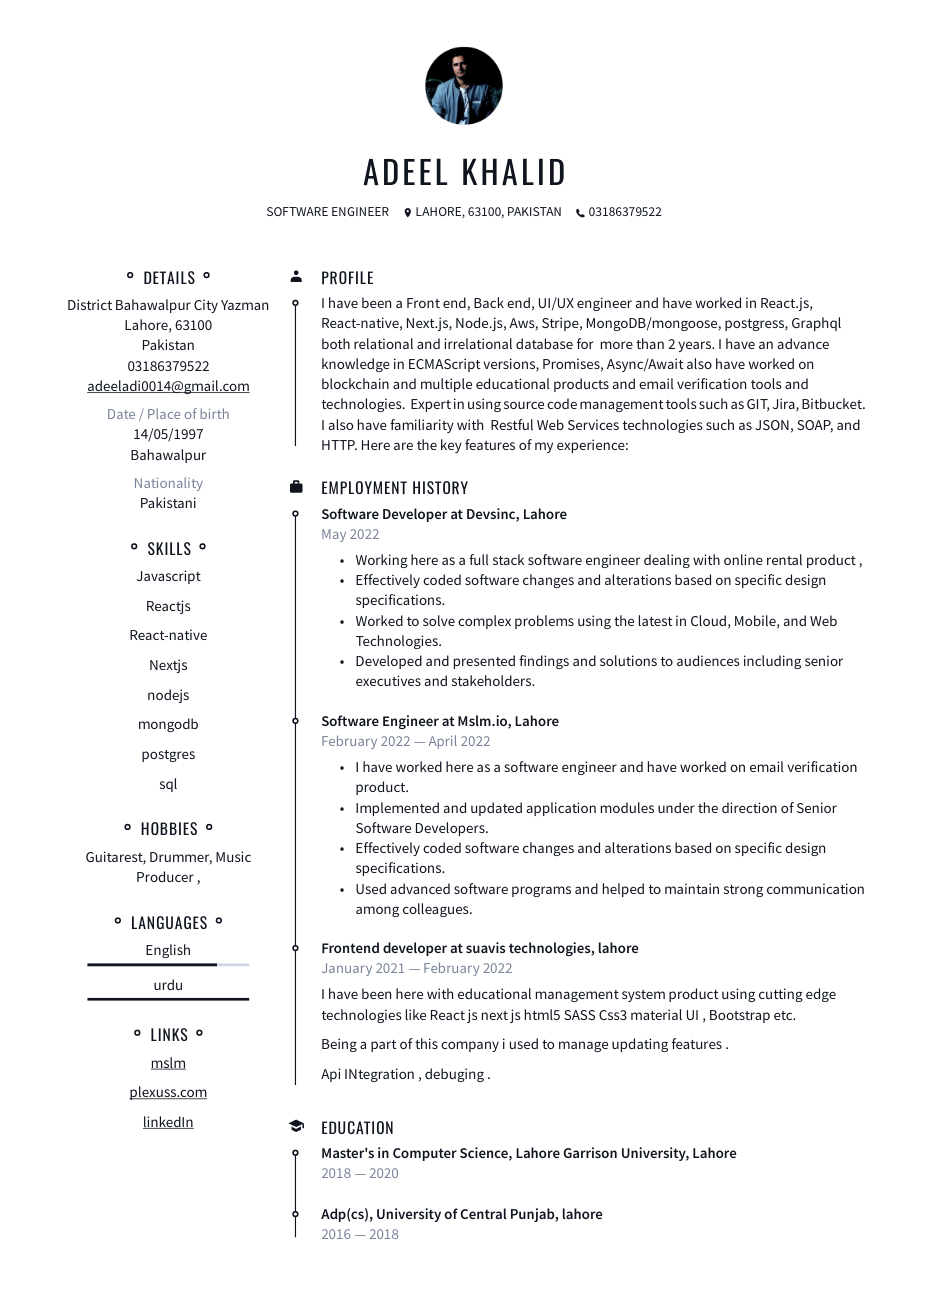 ADEEL KHALID
SOFTWARE ENGINEER LAHORE, 63100, PAKISTAN 03186379522
DETAILS
District Bahawalpur City Yazman
Lahore, 63100
Pakistan
03186379522
adeeladi0014@gmail.com
Date / Place of birth
14/05/1997
Bahawalpur
Nationality
Pakistani
SKILLS
Javascript
Reactjs
React-native
Nextjs
nodejs
mongodb
postgres
sql
HOBBIES
Guitarest, Drummer, Music
Producer ,
LANGUAGES
English
urdu
LINKS
mslm
plexuss.com
linkedIn
PROFILE
I have been a Front end, Back end, UI/UX engineer and have worked in React.js,
React-native, Next.js, Node.js, Aws, Stripe, MongoDB/mongoose, postgress, Graphql
both relational and irrelational database for more than 2 years. I have an advance
knowledge in ECMAScript versions, Promises, Async/Await also have worked on
blockchain and multiple educational products and email verification tools and
technologies. Expert in using source code management tools such as GIT, Jira, Bitbucket.
I also have familiarity with Restful Web Services technologies such as JSON, SOAP, and
HTTP. Here are the key features of my experience:
EMPLOYMENT HISTORY
Software Developer at Devsinc, Lahore
May 2022
• Working here as a full stack software engineer dealing with online rental product ,
• Effectively coded software changes and alterations based on specific design
specifications.
• Worked to solve complex problems using the latest in Cloud, Mobile, and Web
Technologies.
• Developed and presented findings and solutions to audiences including senior
executives and stakeholders.
Software Engineer at Mslm.io, Lahore
February 2022 — April 2022
• I have worked here as a software engineer and have worked on email verification
product.
• Implemented and updated application modules under the direction of Senior
Software Developers.
• Effectively coded software changes and alterations based on specific design
specifications.
• Used advanced software programs and helped to maintain strong communication
among colleagues.
Frontend developer at suavis technologies, lahore
January 2021 — February 2022
I have been here with educational management system product using cutting edge
technologies like React js next js html5 SASS Css3 material UI , Bootstrap etc.
Being a part of this company i used to manage updating features .
Api INtegration , debuging .
EDUCATION
Master's in Computer Science, Lahore Garrison University, Lahore
2018 — 2020
Adp(cs), University of Central Punjab, lahore
2016 — 2018